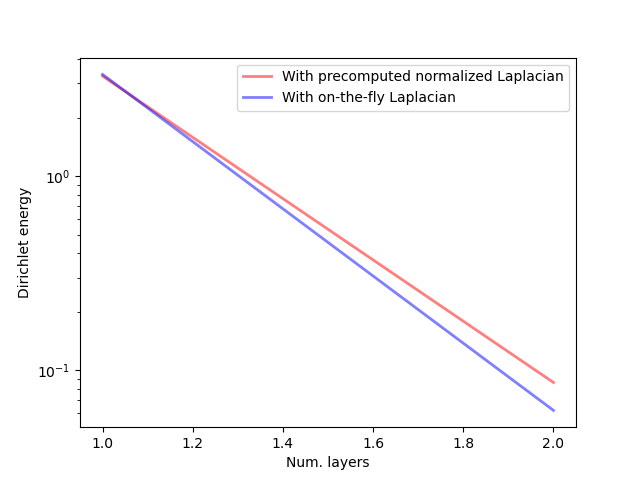 With precomputed normalized Laplacian
With on-the-fly Laplacian
10⁰
10⁻¹
Dirichlet energy
1.0 1.2 1.4 1.6 1.8 2.0
Num. layers